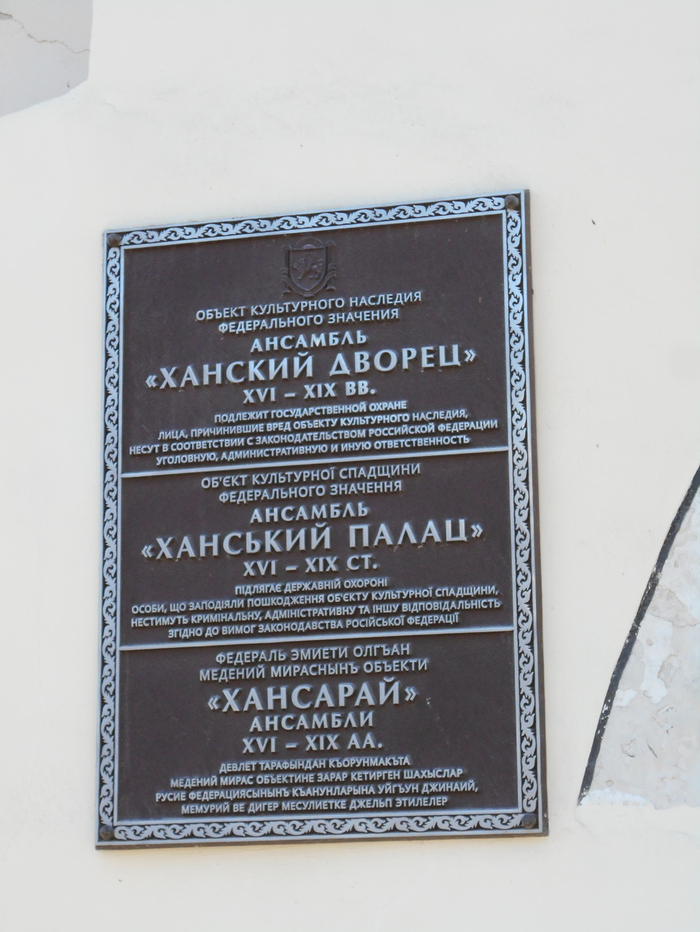 ОБЪЕКТ КУЛЬТУРНОГО НАСЛЕДИЯ
ФЕДЕРАЛЬНОГО ЗНАЧЕНИЯ
АНСАМБЛЬ
«ХАНСКИЙ ДВОРЕЦ»
XVI – XIX ВВ.
ПОДЛЕЖИТ ГОСУДАРСТВЕННОЙ ОХРАНЕ
ЛИЦА, ПРИЧИНИВШИЕ ВРЕД ОБЪЕКТУ КУЛЬТУРНОГО НАСЛЕДИЯ,
НЕСУТ В СООТВЕТСТВИИ С ЗАКОНОДАТЕЛЬСТВОМ РОССИЙСКОЙ ФЕДЕРАЦИИ
УГОЛОВНУЮ, АДМИНИСТРАТИВНУЮ И ИНУЮ ОТВЕТСТВЕННОСТЬ
ОБ'ЄКТ КУЛЬТУРНОЇ СПАДЩИНИ
ФЕДЕРАЛЬНОГО ЗНАЧЕННЯ
АНСАМБЛЬ
«ХАНСЬКИЙ ПАЛАЦ»
XVI – XIX СТ.
ПІДЛЯГАЄ ДЕРЖАВНІЙ ОХОРОНІ
ОСОБИ, ЩО ЗАПОДІЯЛИ ПОШКОДЖЕННЯ ОБ'ЄКТУ КУЛЬТУРНОЇ СПАДЩИНИ,
НЕСТИМУТЬ КРИМІНАЛЬНУ, АДМІНІСТРАТИВНУ ТА ІНШУ ВІДПОВІДАЛЬНІСТЬ
ЗГІДНО ДО ВИМОГ ЗАКОНОДАВСТВА РОСІЙСЬКОЇ ФЕДЕРАЦІЇ
ФЕДЕРАЛЬ ЭМИЕТИ ОЛГЪАН
МЕДЕНИЙ МИРАСНЫНЪ ОБЪЕКТИ
«ХАНСАРАЙ»
АНСАМБЛИ
XVI – XIX АА.
ДЕВЛЕТ ТАРАФЫНДАН КЪОРУНМАКЪТА
МЕДЕНИЙ МИРАС ОБЪЕКТИНЕ ЗАРАР КЕТИРГЕН ШАХЫСЛАР
РУСИЕ ФЕДЕРАЦИЯСЫНЫНЪ КЪАНУНЛАРЫНА УЙГЪУН ДЖИНАИЙ,
МЕМУРИЙ ВЕ ДИГЕР МЕСУЛИЕТКЕ ДЖЕЛЬП ЭТИЛЕЛЕР